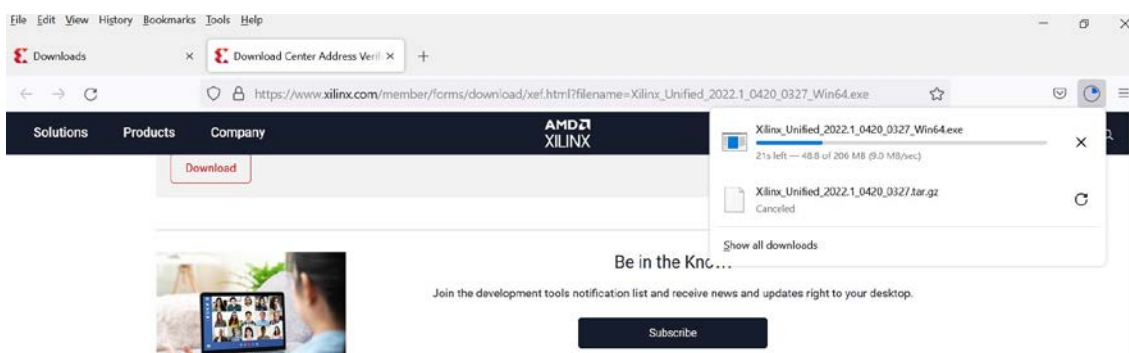 File Edit View History Bookmarks Tools Help
Downloads
Download Center Address Verifi
https://www.xilinx.com/member/forms/download/xef.html?filename=Xilinx_Unified_2022.1_0420_0327_Win64.exe
Solutions Products Company
AMD
XILINX
Xilinx_Unified_2022.1_0420_0327_Win64.exe
21s left — 48.8 of 206 MB (9.0 MB/sec)
Xilinx_Unified_2022.1_0420_0327.tar.gz
Canceled
Show all downloads
Download
Be in the Know
Join the development tools notification list and receive news and updates right to your desktop.
Subscribe